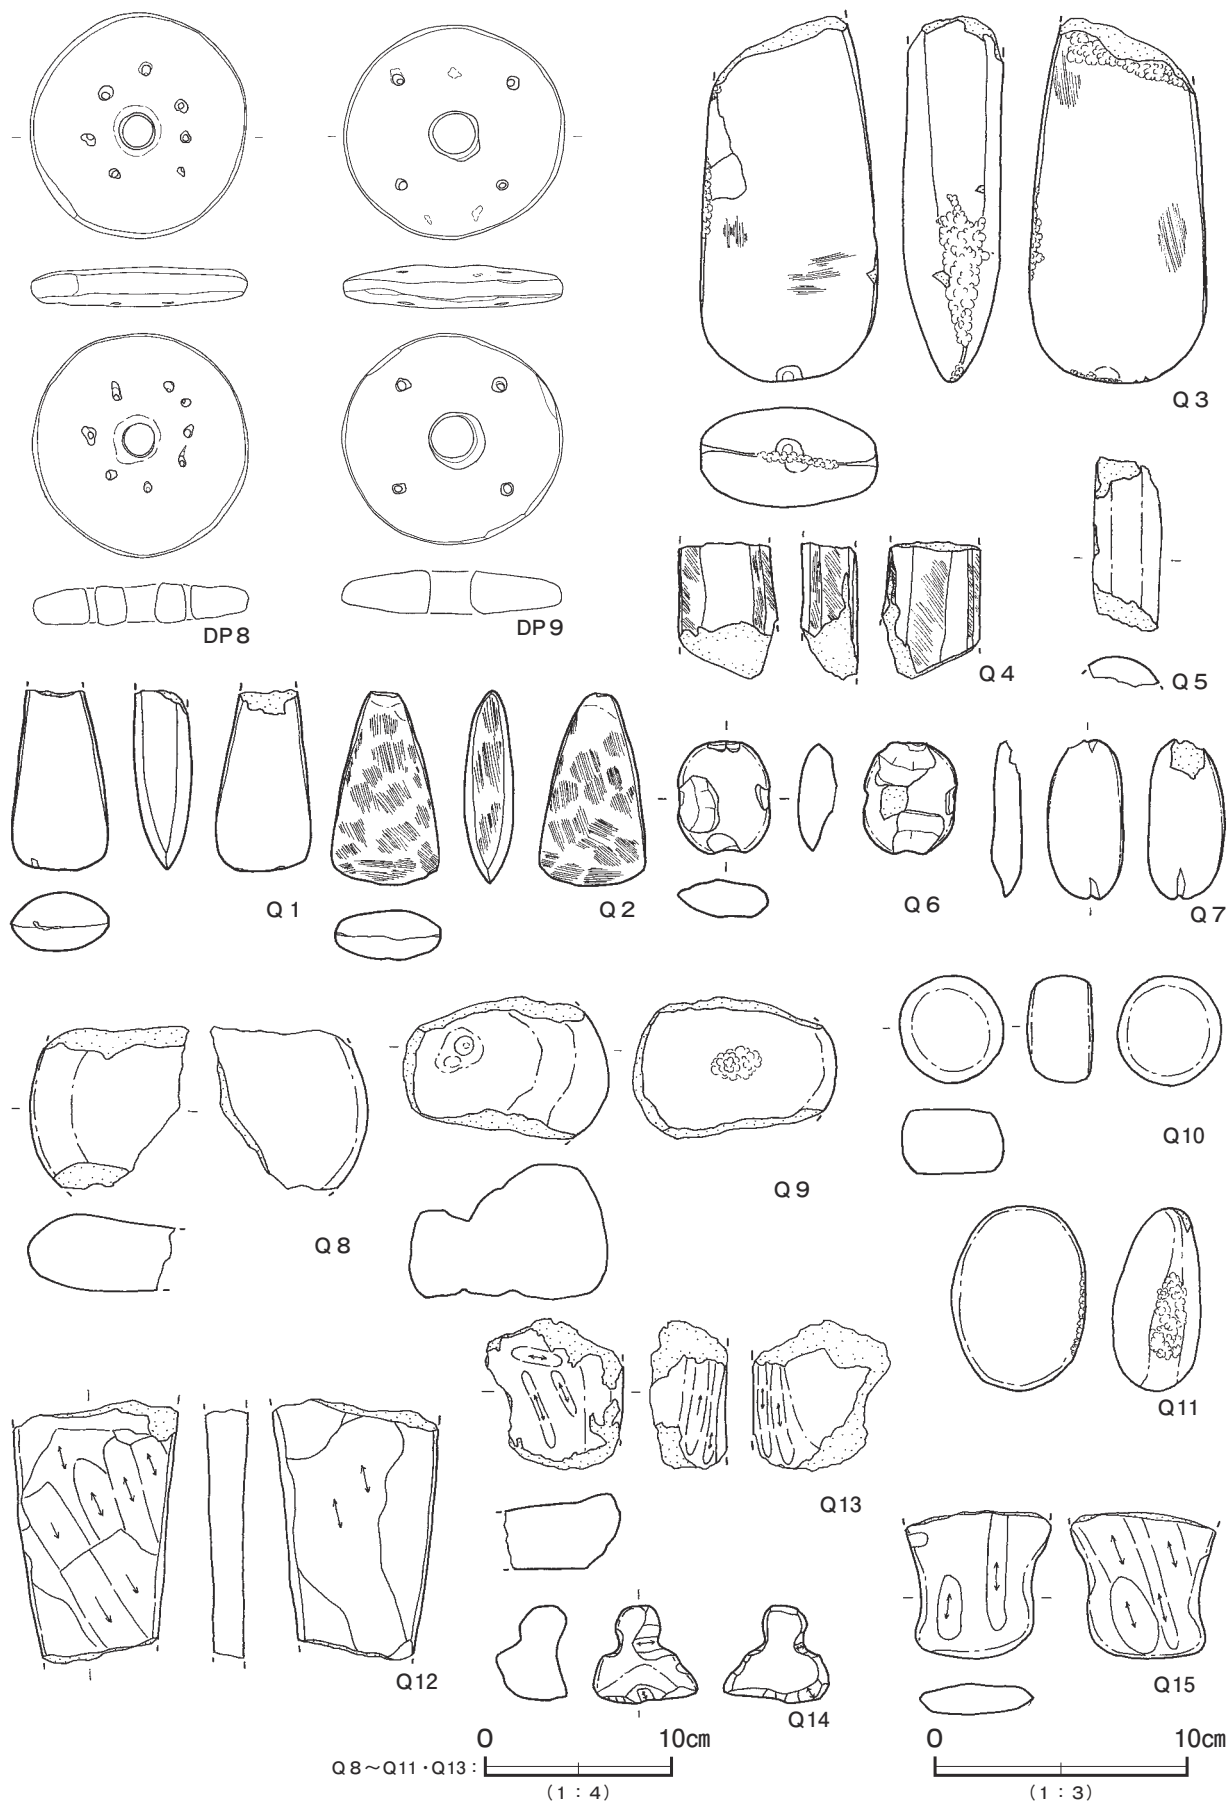 Q3
DP8
DP9
Q4
Q5
Q1
Q2
Q6
Q7
Q8
Q9
Q10
Q11
Q12
Q13
Q14
Q15
0 10㎝
Q8～Q11・Q13：
(1：4)
0 10㎝
(1：3)